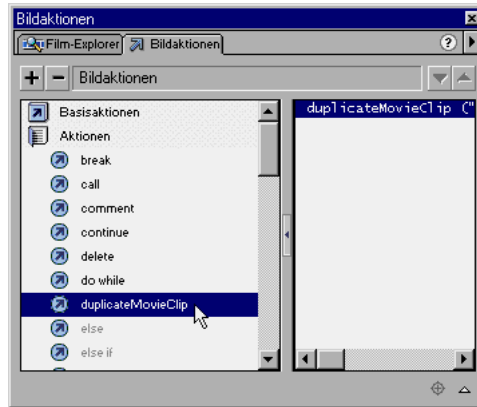 Bildaktionen
Film-Explorer Bildaktionen ?
+ - Bildaktionen
Basisaktionen
Aktionen
break
call
comment
continue
delete
do while
duplicateMovieClip
else
else if
duplicateMovieClip ("